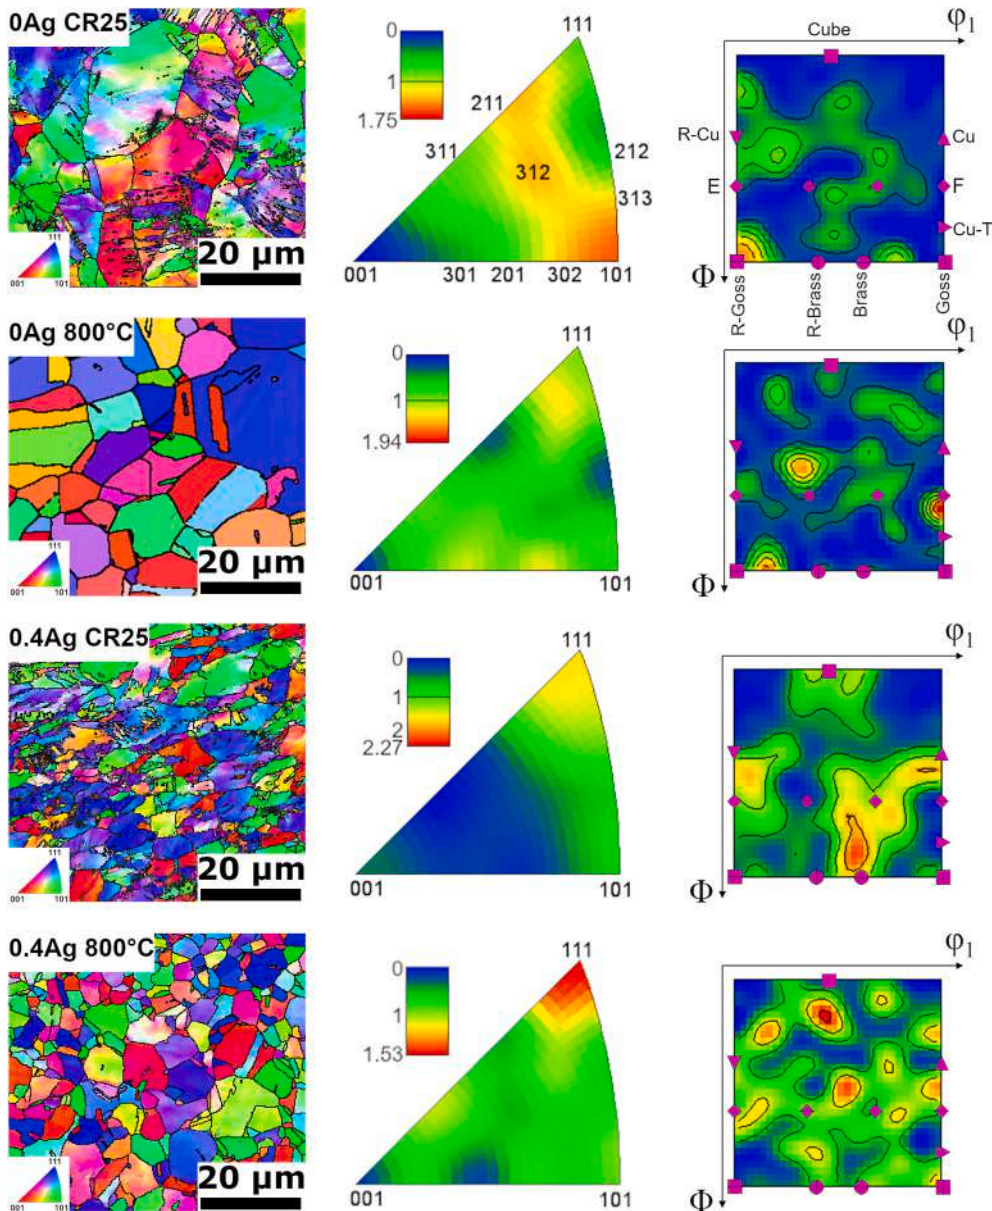 0Ag CR25
111
001
101
20 μm
0
1
1.75
111
211
311
212
312
313
001
301
201
302
101
φ1
Cube
R-Cu
Cu
E
F
Cu-T
Φ
R-Goss
R-Brass
Brass
Goss
0Ag 800°C
111
001
101
20 μm
0
1
1.94
111
001
101
φ1
Φ
0.4Ag CR25
111
001
101
20 μm
0
1
2
2.27
111
001
101
φ1
Φ
0.4Ag 800°C
111
001
101
20 μm
0
1
1.53
111
001
101
φ1
Φ